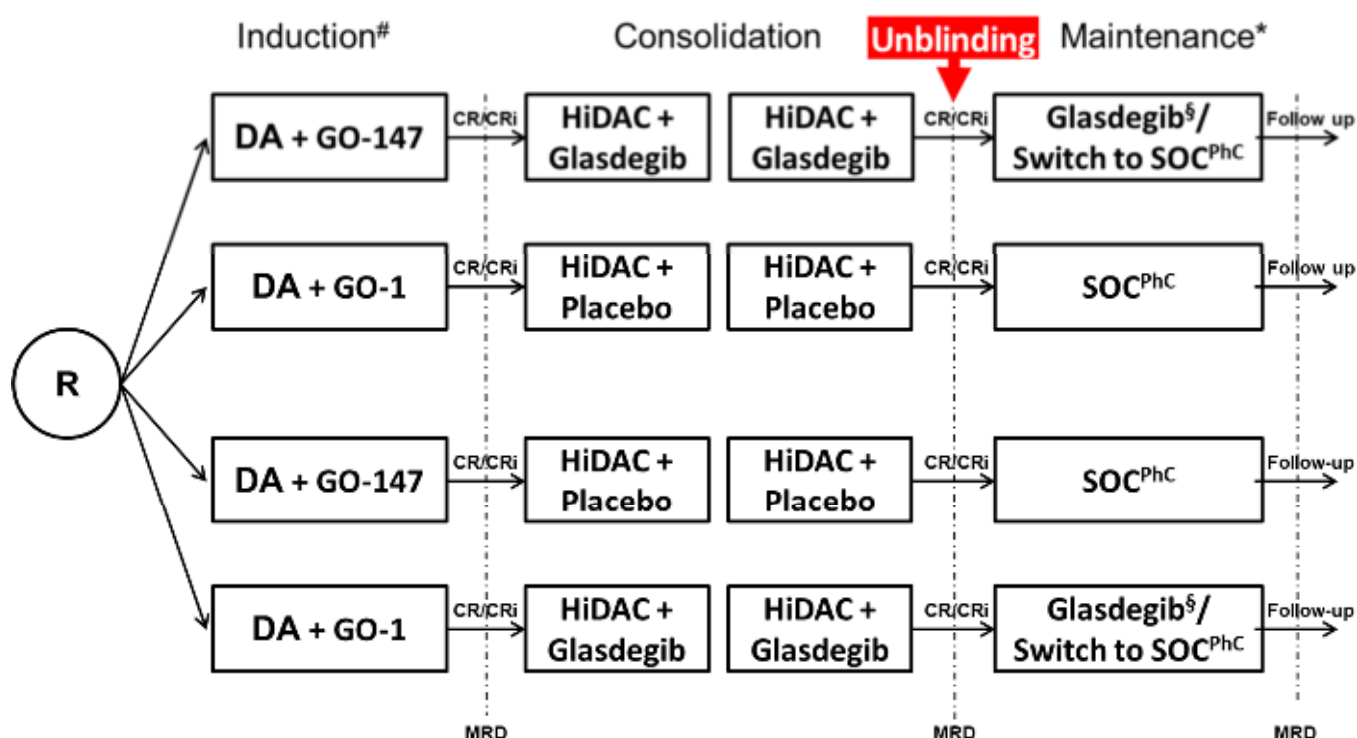 Induction# Consolidation Unblinding Maintenance*
DA + GO-147 CR/CRi HiDAC + Glasdegib HiDAC + Glasdegib CR/CRi Glasdegib§/ Switch to SOCPhC Follow up
DA + GO-1 CR/CRi HiDAC + Placebo HiDAC + Placebo CR/CRi SOCPhC Follow up
R
DA + GO-147 CR/CRi HiDAC + Placebo HiDAC + Placebo CR/CRi SOCPhC Follow-up
DA + GO-1 CR/CRi HiDAC + Glasdegib HiDAC + Glasdegib CR/CRi Glasdegib§/ Switch to SOCPhC Follow-up
MRD MRD MRD